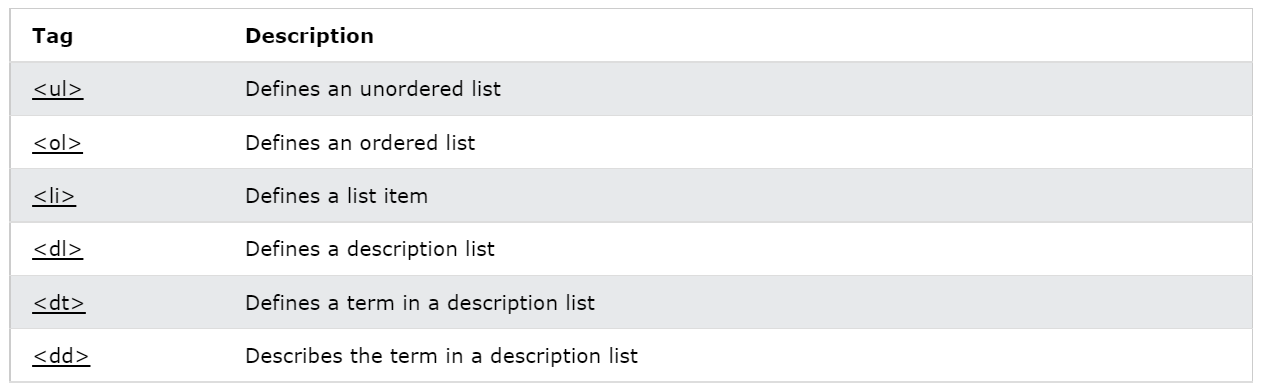 Tag Description
<ul> Defines an unordered list
<ol> Defines an ordered list
<li> Defines a list item
<dl> Defines a description list
<dt> Defines a term in a description list
<dd> Describes the term in a description list